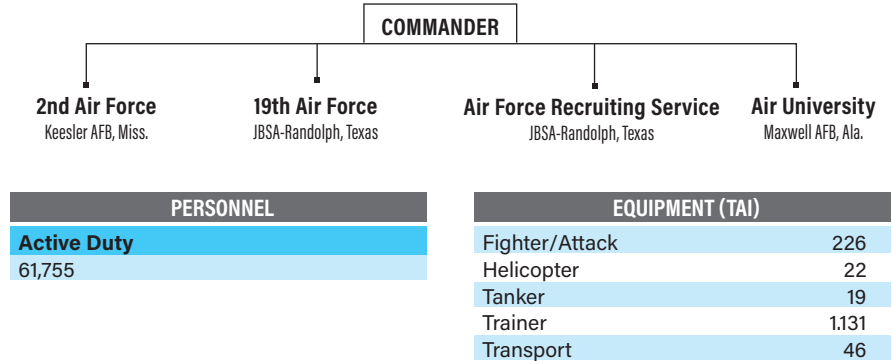 COMMANDER
2nd Air Force
Keesler AFB, Miss.
19th Air Force
JBSA-Randolph, Texas
Air Force Recruiting Service
JBSA-Randolph, Texas
Air University
Maxwell AFB, Ala.
PERSONNEL
Active Duty
61,755
EQUIPMENT (TAI)
Fighter/Attack 226
Helicopter 22
Tanker 19
Trainer 1.131
Transport 46